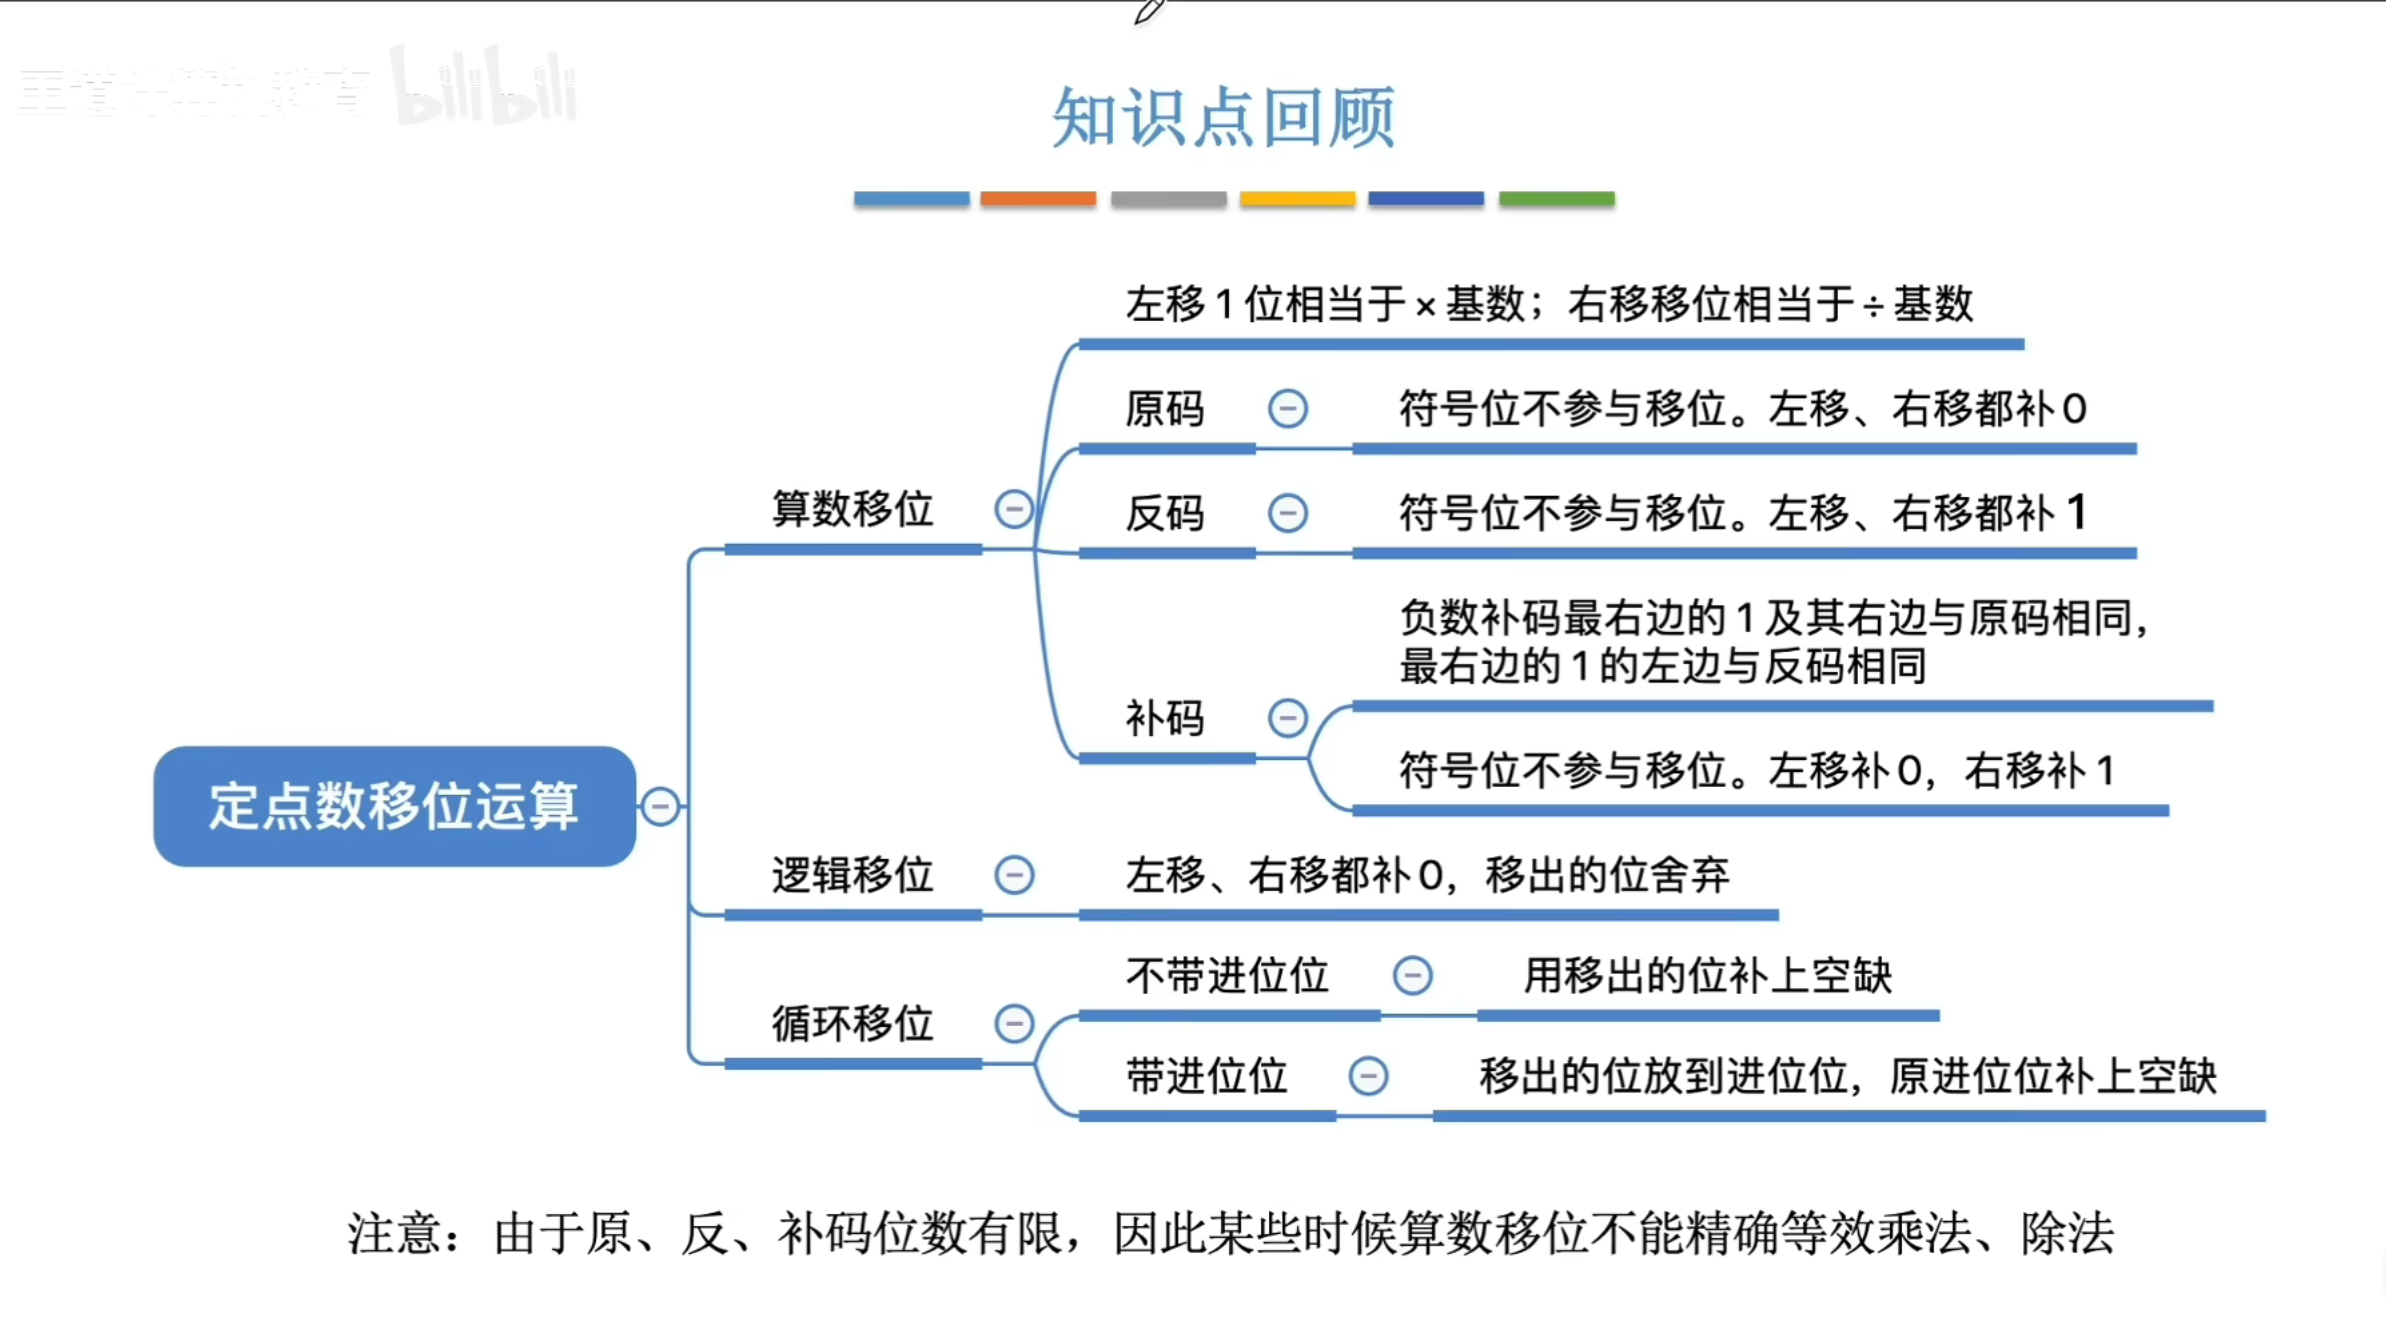 王道计算机教育 bilibili
知识点回顾
左移1位相当于×基数；右移移位相当于÷基数
原码
符号位不参与移位。左移、右移都补0
算数移位
反码
符号位不参与移位。左移、右移都补1
负数补码最右边的1及其右边与原码相同，
最右边的1的左边与反码相同
补码
符号位不参与移位。左移补0，右移补1
定点数移位运算
逻辑移位
左移、右移都补0，移出的位舍弃
不带进位位
用移出的位补上空缺
循环移位
带进位位
移出的位放到进位位，原进位位补上空缺
注意：由于原、反、补码位数有限，因此某些时候算数移位不能精确等效乘法、除法